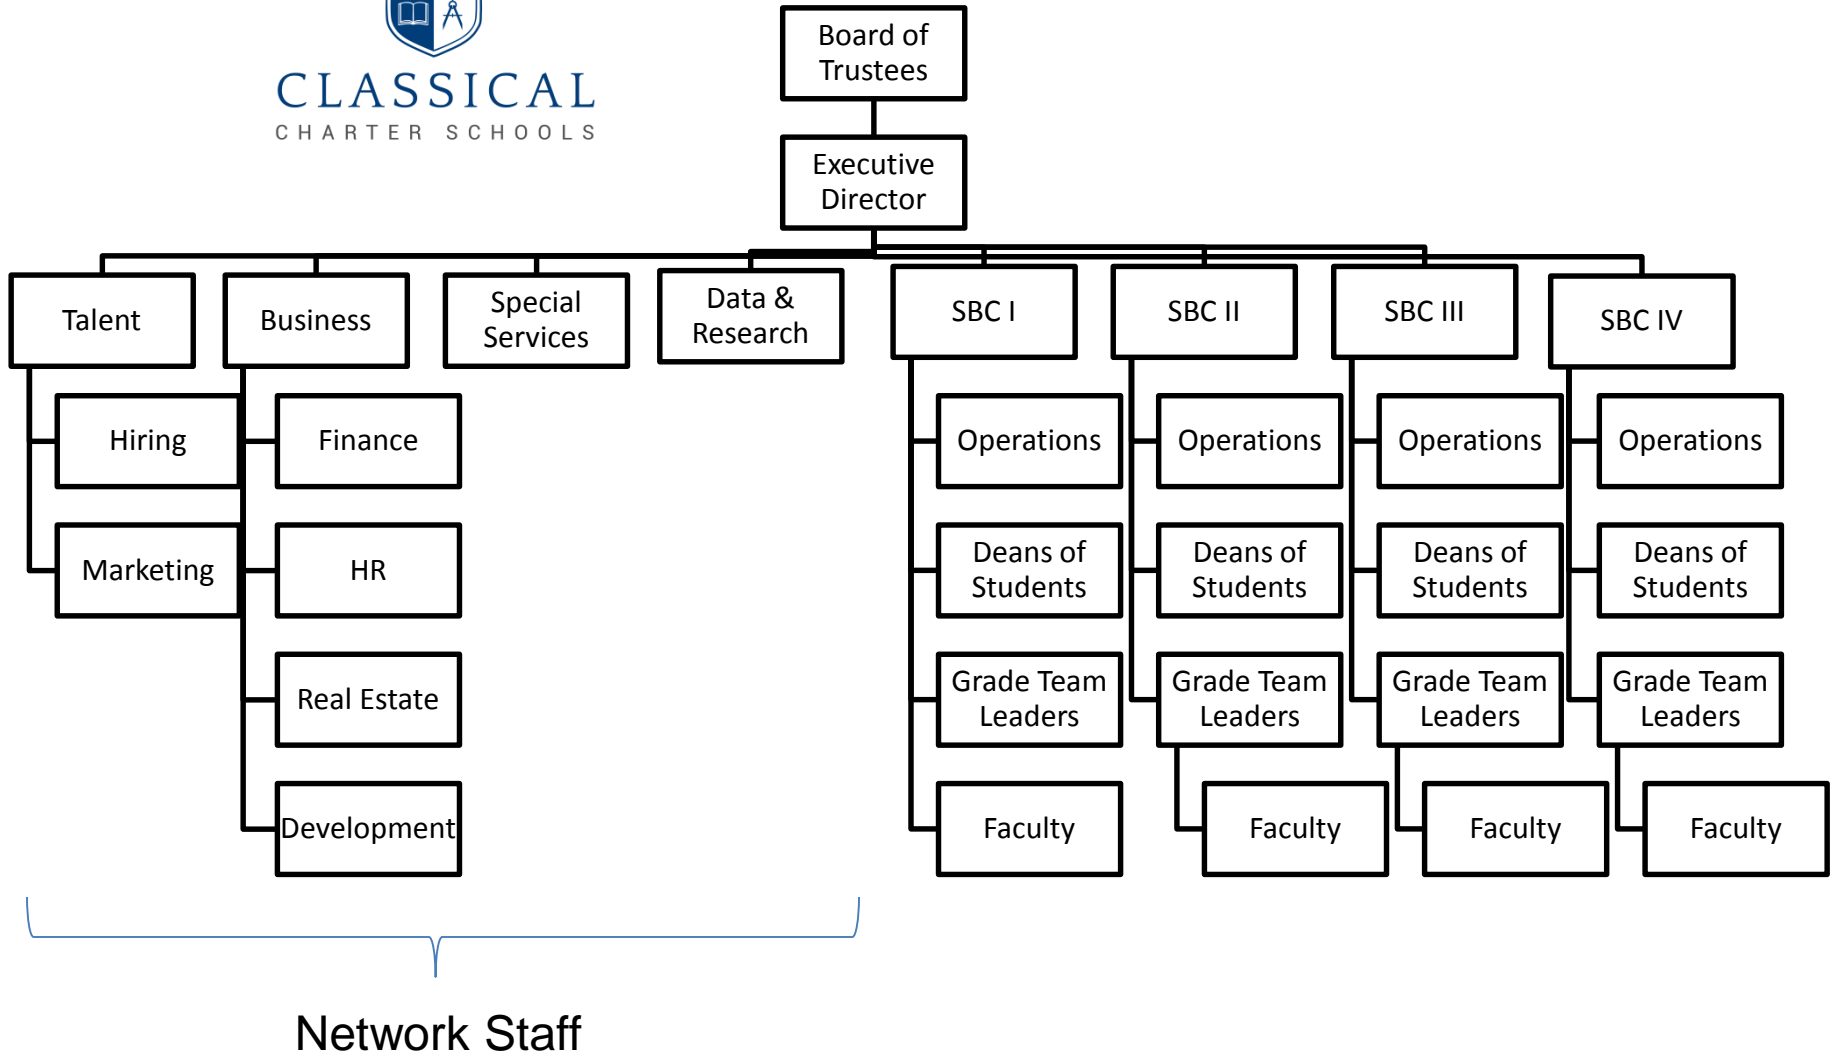 CLASSICAL
CHARTER SCHOOLS
Board of
Trustees
Executive
Director
Talent
Business
Special
Services
Data &
Research
SBC I
SBC II
SBC III
SBC IV
Hiring
Finance
Operations
Operations
Operations
Operations
Marketing
HR
Deans of
Students
Deans of
Students
Deans of
Students
Deans of
Students
Real Estate
Grade Team
Leaders
Grade Team
Leaders
Grade Team
Leaders
Grade Team
Leaders
Development
Faculty
Faculty
Faculty
Faculty
Network Staff